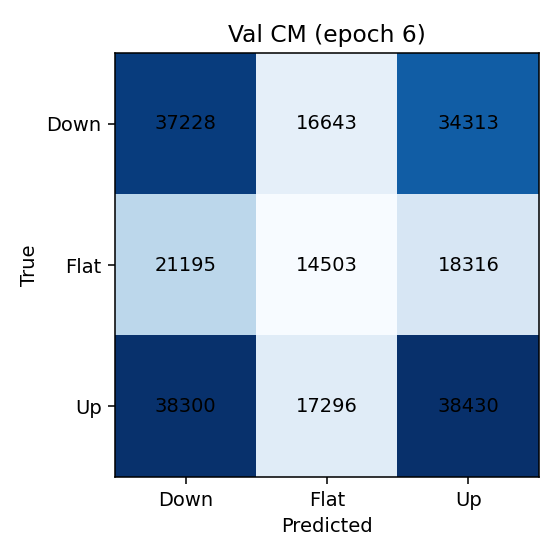 Val CM (epoch 6)
Down 37228 16643 34313
Flat 21195 14503 18316
Up 38300 17296 38430
Down Flat Up
Predicted
True